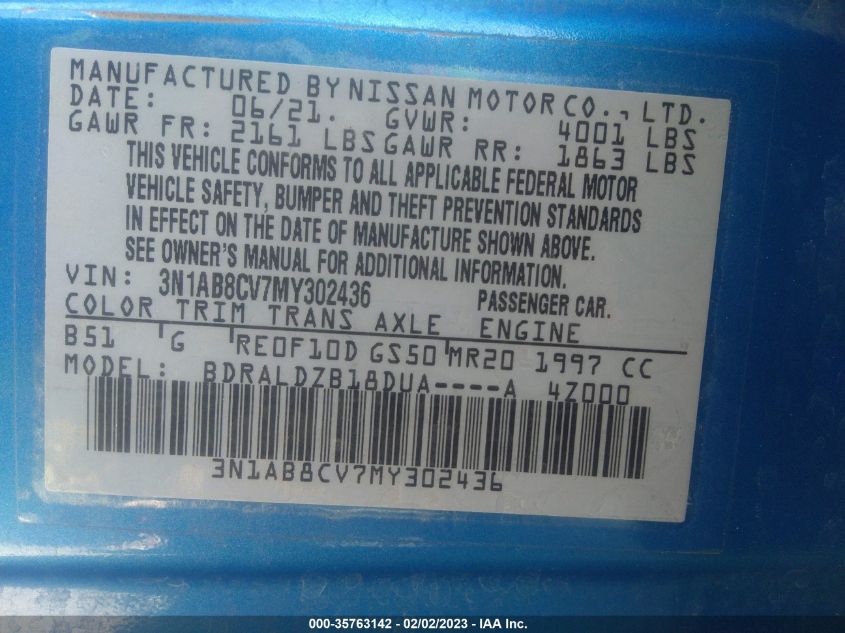 MANUFACTURED BY NISSAN MOTOR CO., LTD.
DATE: 06/21. GVWR: 4001 LBS
GAWR FR: 2161 LBS GAWR RR: 1863 LBS
THIS VEHICLE CONFORMS TO ALL APPLICABLE FEDERAL MOTOR
VEHICLE SAFETY, BUMPER AND THEFT PREVENTION STANDARDS
IN EFFECT ON THE DATE OF MANUFACTURE SHOWN ABOVE.
SEE OWNER'S MANUAL FOR ADDITIONAL INFORMATION.
VIN: 3N1AB8CV7MY302436 PASSENGER CAR.
COLOR TRIM TRANS AXLE ENGINE
B51 G RE0F10D GS50 MR20 1997 CC
MODEL: BDRALDZB18DUA----A 4Z000
3N1AB8CV7MY302436
000-35763142 - 02/02/2023 - IAA Inc.